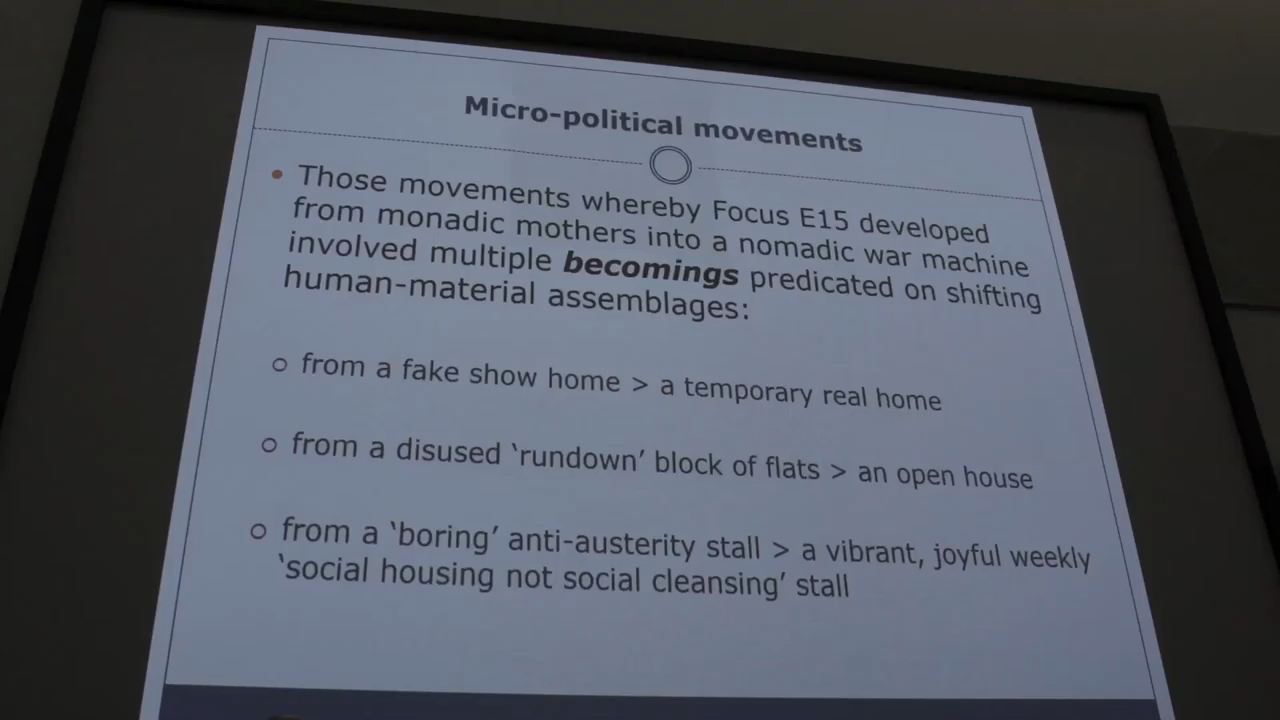 Micro-political movements
Those movements whereby Focus E15 developed
from monadic mothers into a nomadic war machine
involved multiple becomings predicated on shifting
human-material assemblages:
from a fake show home > a temporary real home
from a disused ‘rundown’ block of flats > an open house
from a ‘boring’ anti-austerity stall > a vibrant, joyful weekly
‘social housing not social cleansing’ stall